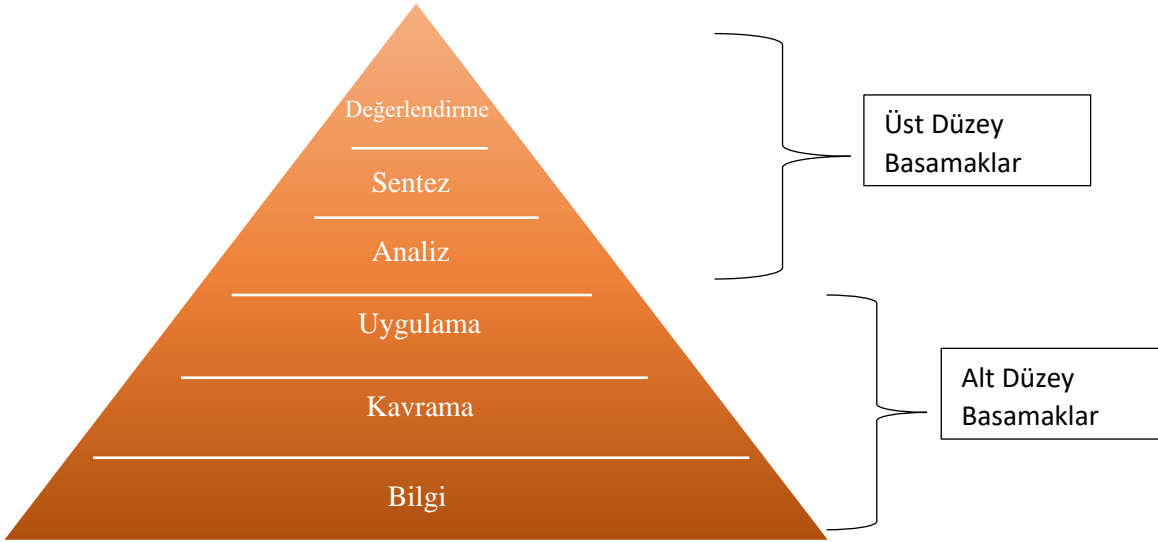 Değerlendirme
Sentez
Analiz
Uygulama
Kavrama
Bilgi
Üst Düzey
Basamaklar
Alt Düzey
Basamaklar